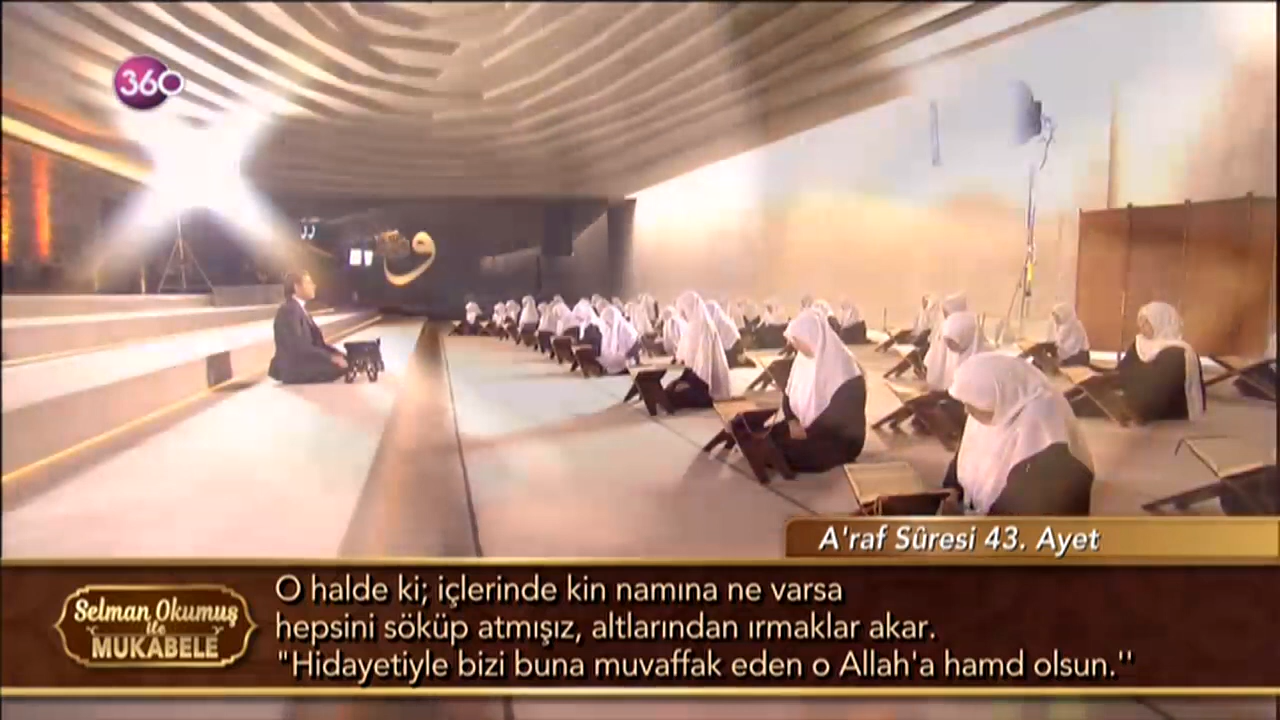 360
و
A'raf Sûresi 43. Ayet
Selman Okumuş
ile
MUKABELE
O halde ki; içlerinde kin namına ne varsa
hepsini söküp atmışız, altlarından ırmaklar akar.
"Hidayetiyle bizi buna muvaffak eden o Allah'a hamd olsun."